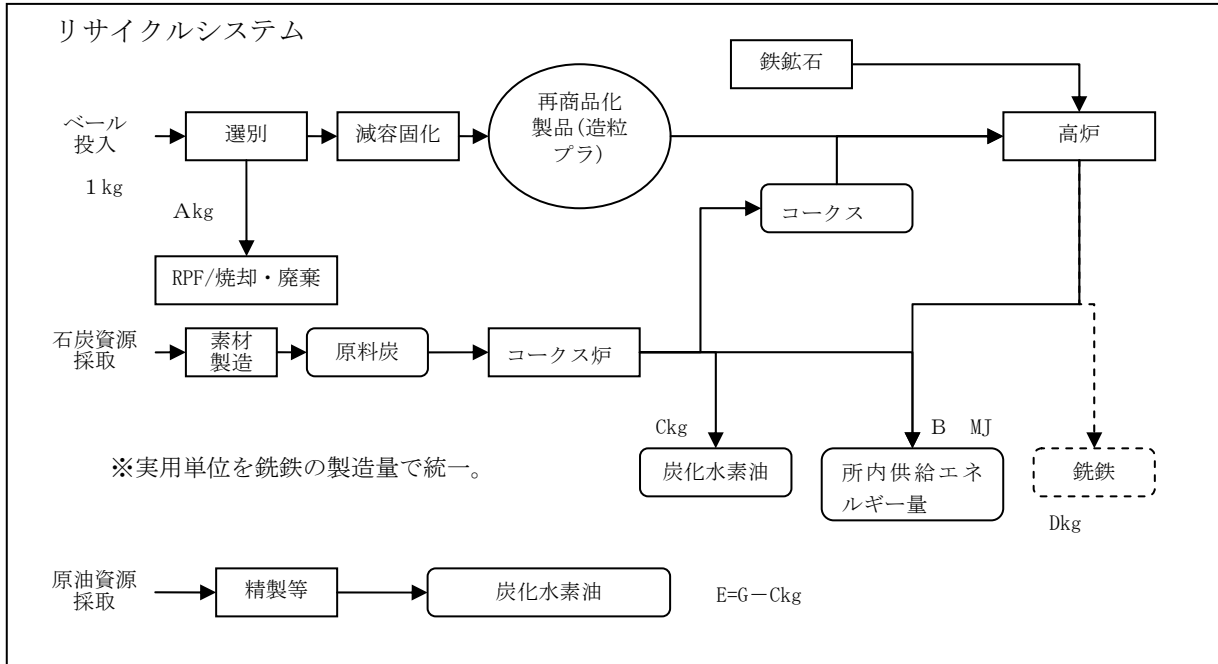 リサイクルシステム
鉄鉱石
ベール
投入
1 kg
選別
減容固化
再商品化
製品(造粒
プラ)
高炉
Akg
コークス
RPF/焼却・廃棄
石炭資源
採取
素材
製造
原料炭
コークス炉
Ckg
B MJ
※実用単位を銑鉄の製造量で統一。
炭化水素油
所内供給エネ
ルギー量
銑鉄
Dkg
原油資源
採取
精製等
炭化水素油
E=G－Ckg